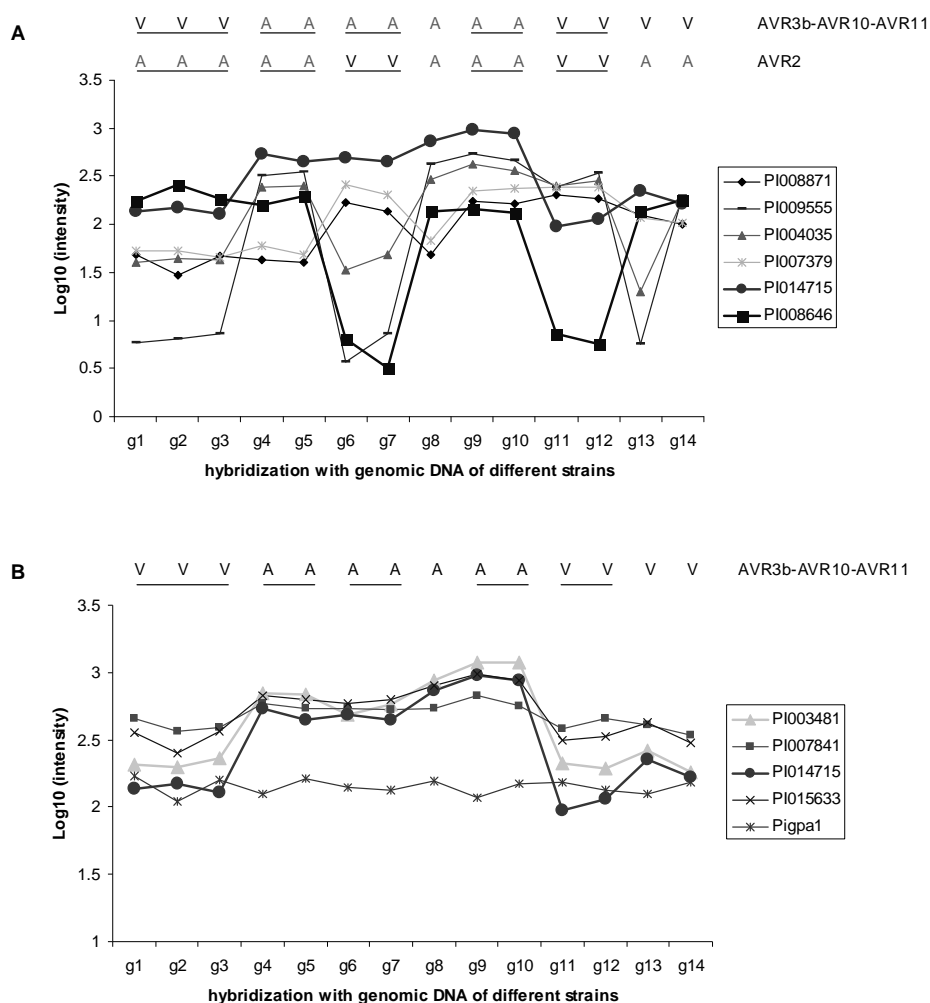 V V V A A A A A A A V V V V AVR3b-AVR10-AVR11
A
A A A A A V V A A A V V A A AVR2
3.5
3
2.5
2
1.5
1
0.5
0
Log10 (intensity)
PI008871
PI009555
PI004035
PI007379
PI014715
PI008646
g1 g2 g3 g4 g5 g6 g7 g8 g9 g10 g11 g12 g13 g14
hybridization with genomic DNA of different strains
B
V V V A A A A A A A V V V V AVR3b-AVR10-AVR11
3.5
3
2.5
2
1.5
1
Log10 (intensity)
PI003481
PI007841
PI014715
PI015633
Pigpa1
g1 g2 g3 g4 g5 g6 g7 g8 g9 g10 g11 g12 g13 g14
hybridization with genomic DNA of different strains